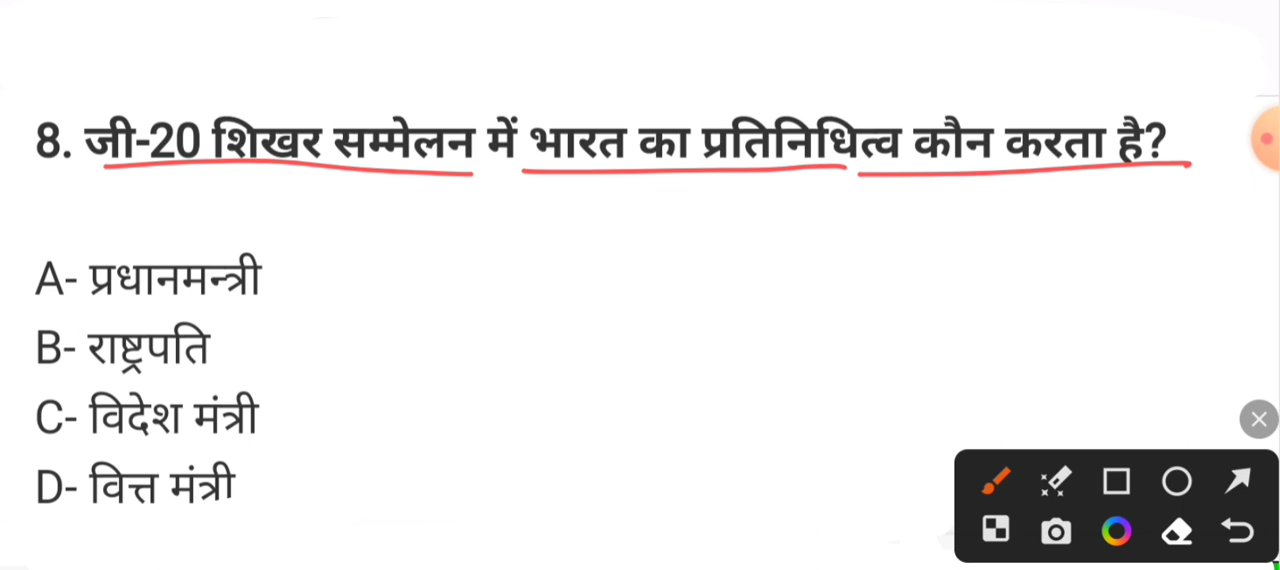 8. जी-20 शिखर सम्मेलन में भारत का प्रतिनिधित्व कौन करता है?
A- प्रधानमन्त्री
B- राष्ट्रपति
C- विदेश मंत्री
D- वित्त मंत्री